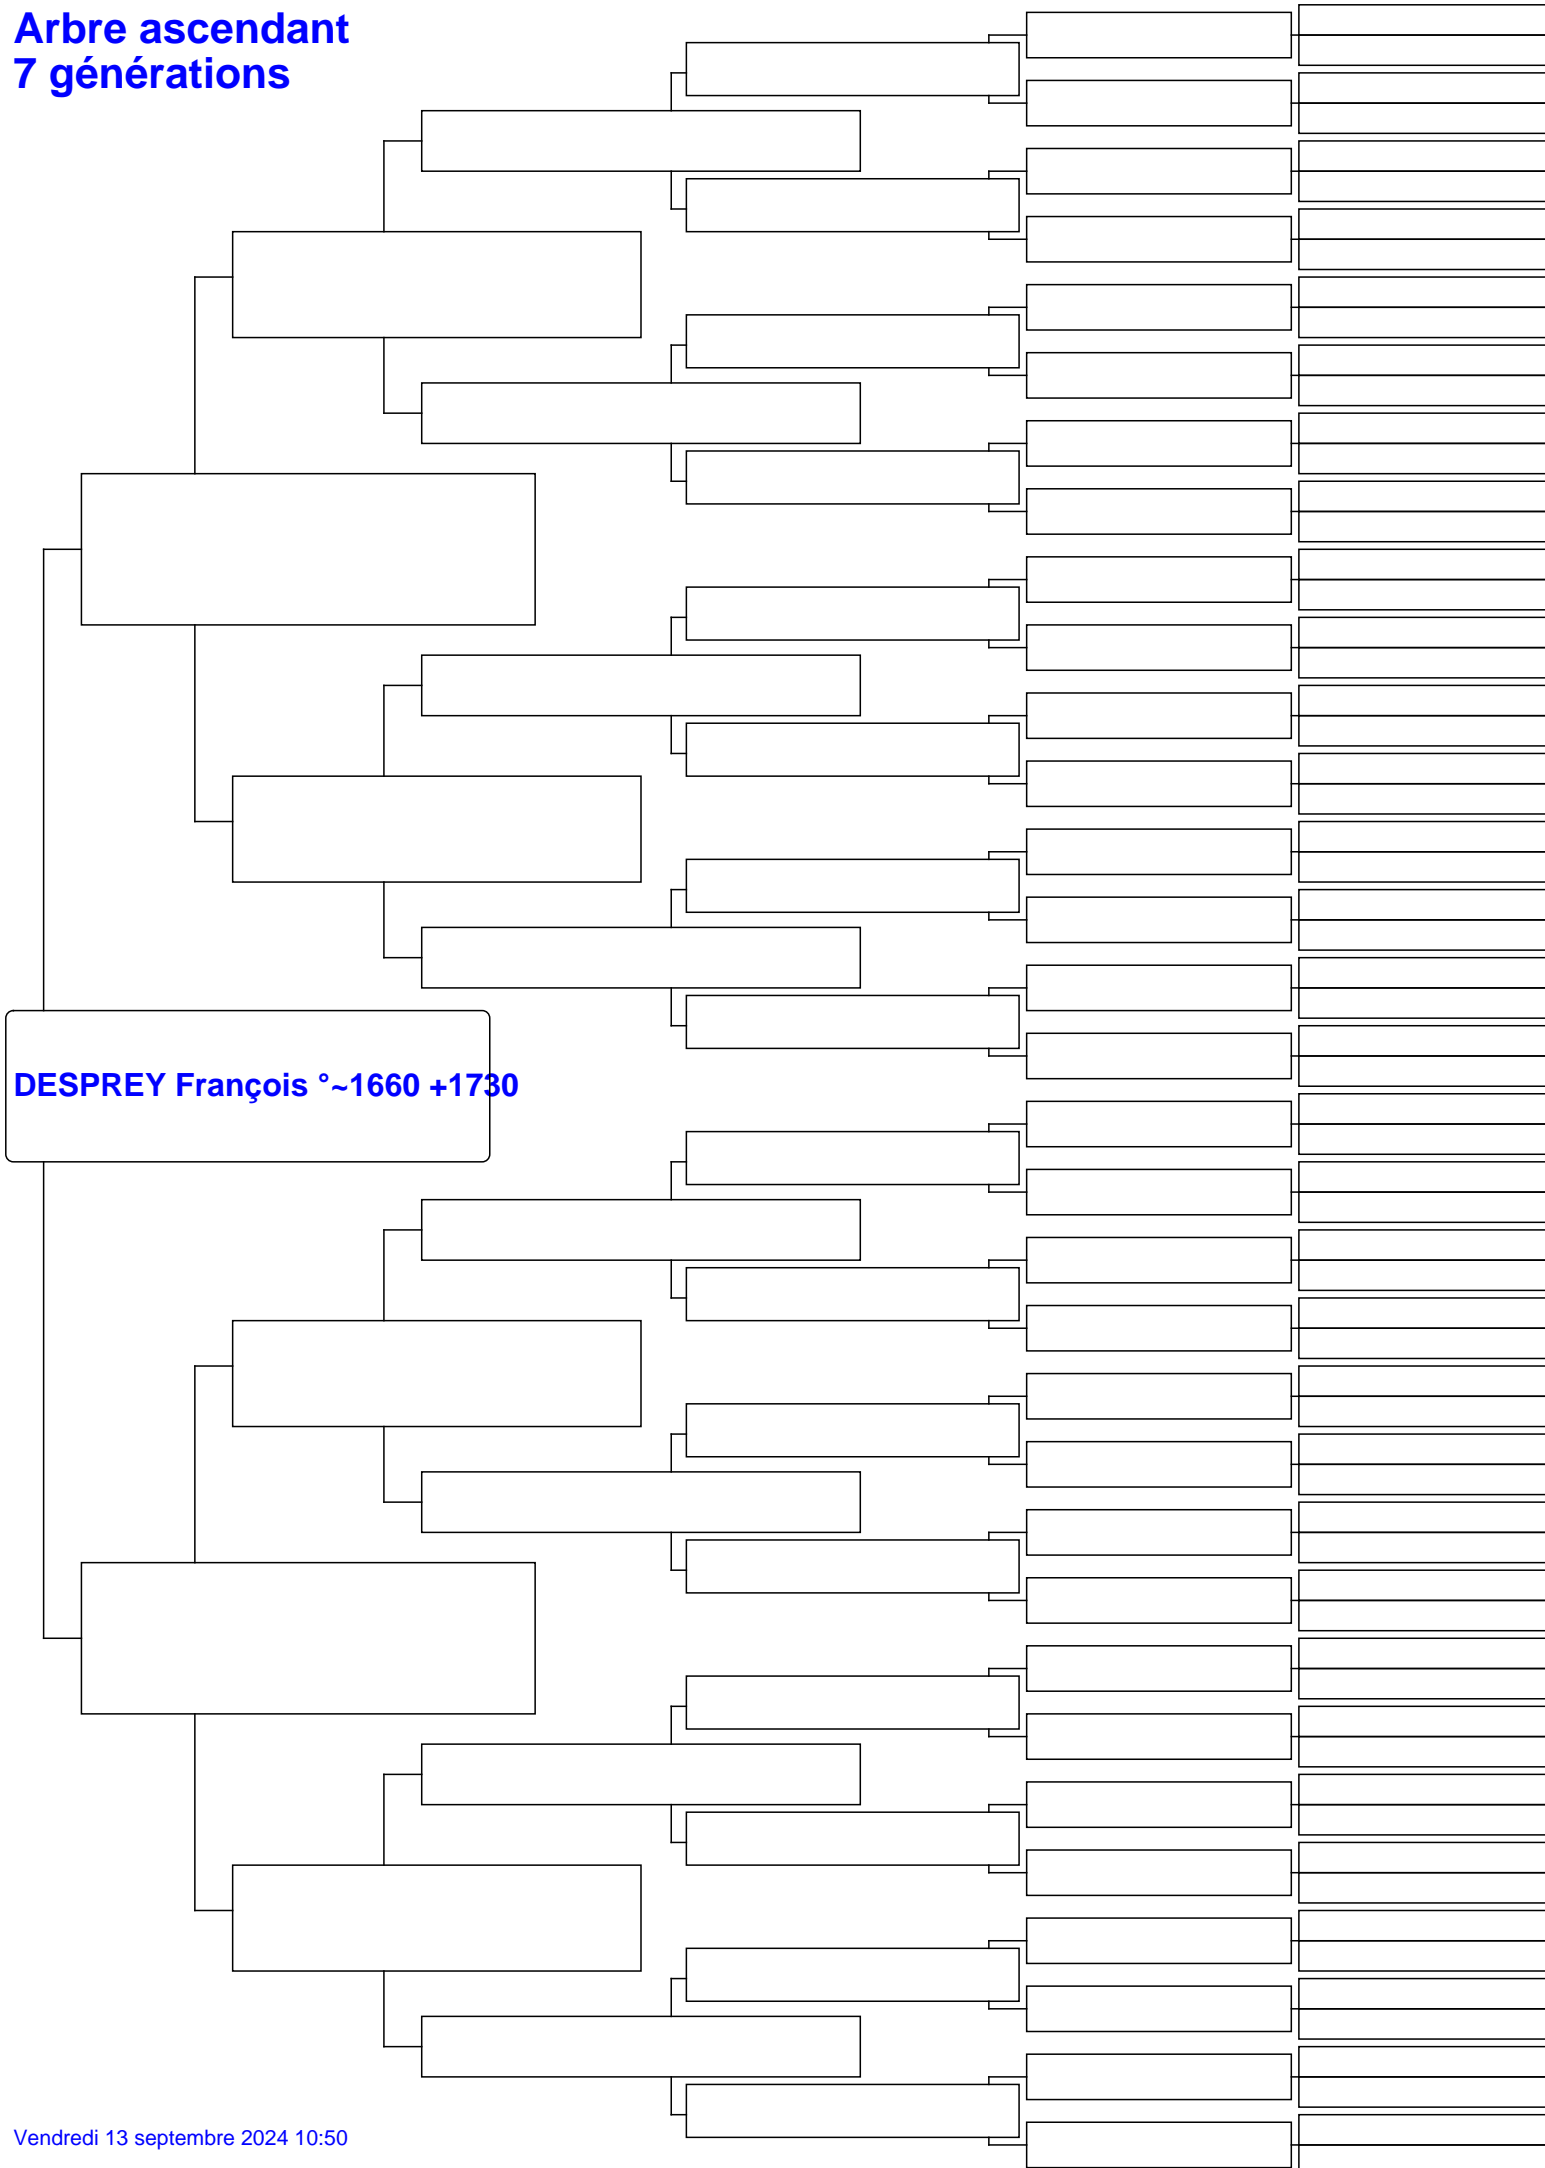 Arbre ascendant
7 générations
DESPREY François °~1660 +1730
Vendredi 13 septembre 2024 10:50